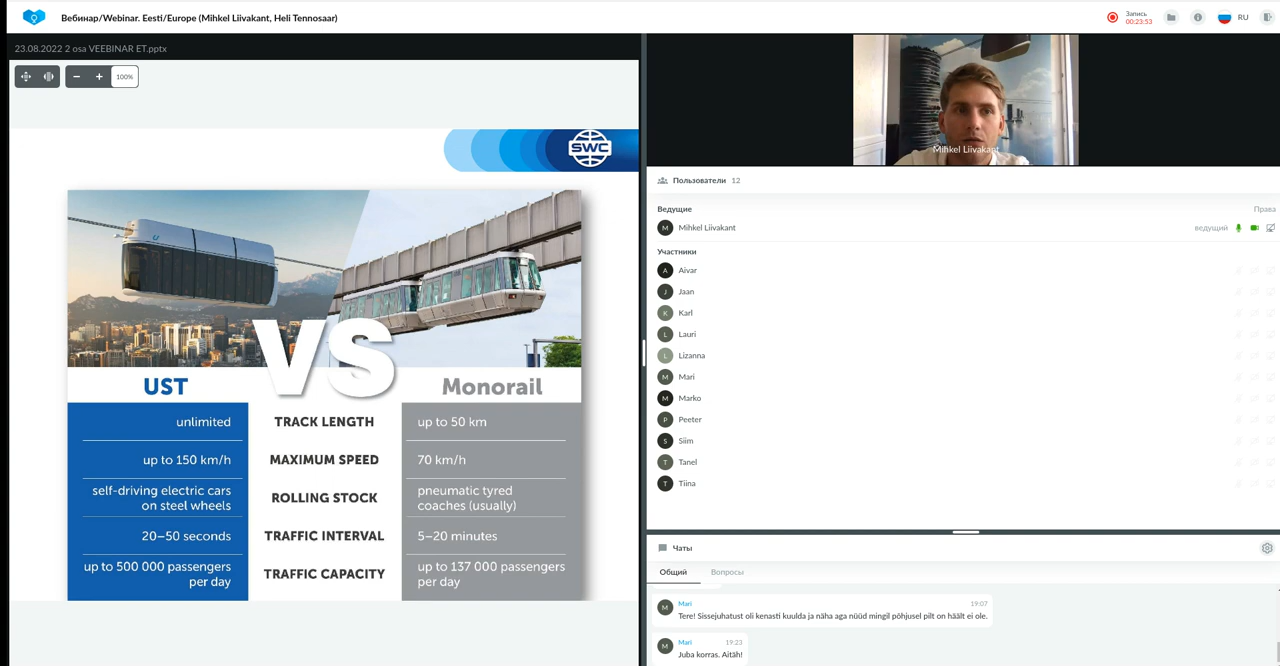 Вебинар/Webinar. Eesti/Europe (Mihkel Liivakant, Heli Tennosaar)
Запись
00:23:53
RU
23.08.2022 2 osa VEEBINAR ET.pptx
100%
SWC
VS
UST
Monorail
unlimited
TRACK LENGTH
up to 50 km
up to 150 km/h
MAXIMUM SPEED
70 km/h
self-driving electric cars
on steel wheels
ROLLING STOCK
pneumatic tyred
coaches (usually)
20–50 seconds
TRAFFIC INTERVAL
5–20 minutes
up to 500 000 passengers
per day
TRAFFIC CAPACITY
up to 137 000 passengers
per day
Mihkel Liivakant
Пользователи 12
Ведущие
Права
M Mihkel Liivakant
ведущий
Участники
A Aivar
J Jaan
K Karl
L Lauri
L Lizanna
M Mari
M Marko
P Peeter
S Siim
T Tanel
T Tiina
Чаты
Общий
Вопросы
M Mari 19:07
Tere! Sissejuhatust oli kenasti kuulda ja näha aga nüüd mingil põhjusel pilt on häält ei ole.
M Mari 19:23
Juba korras. Aitäh!